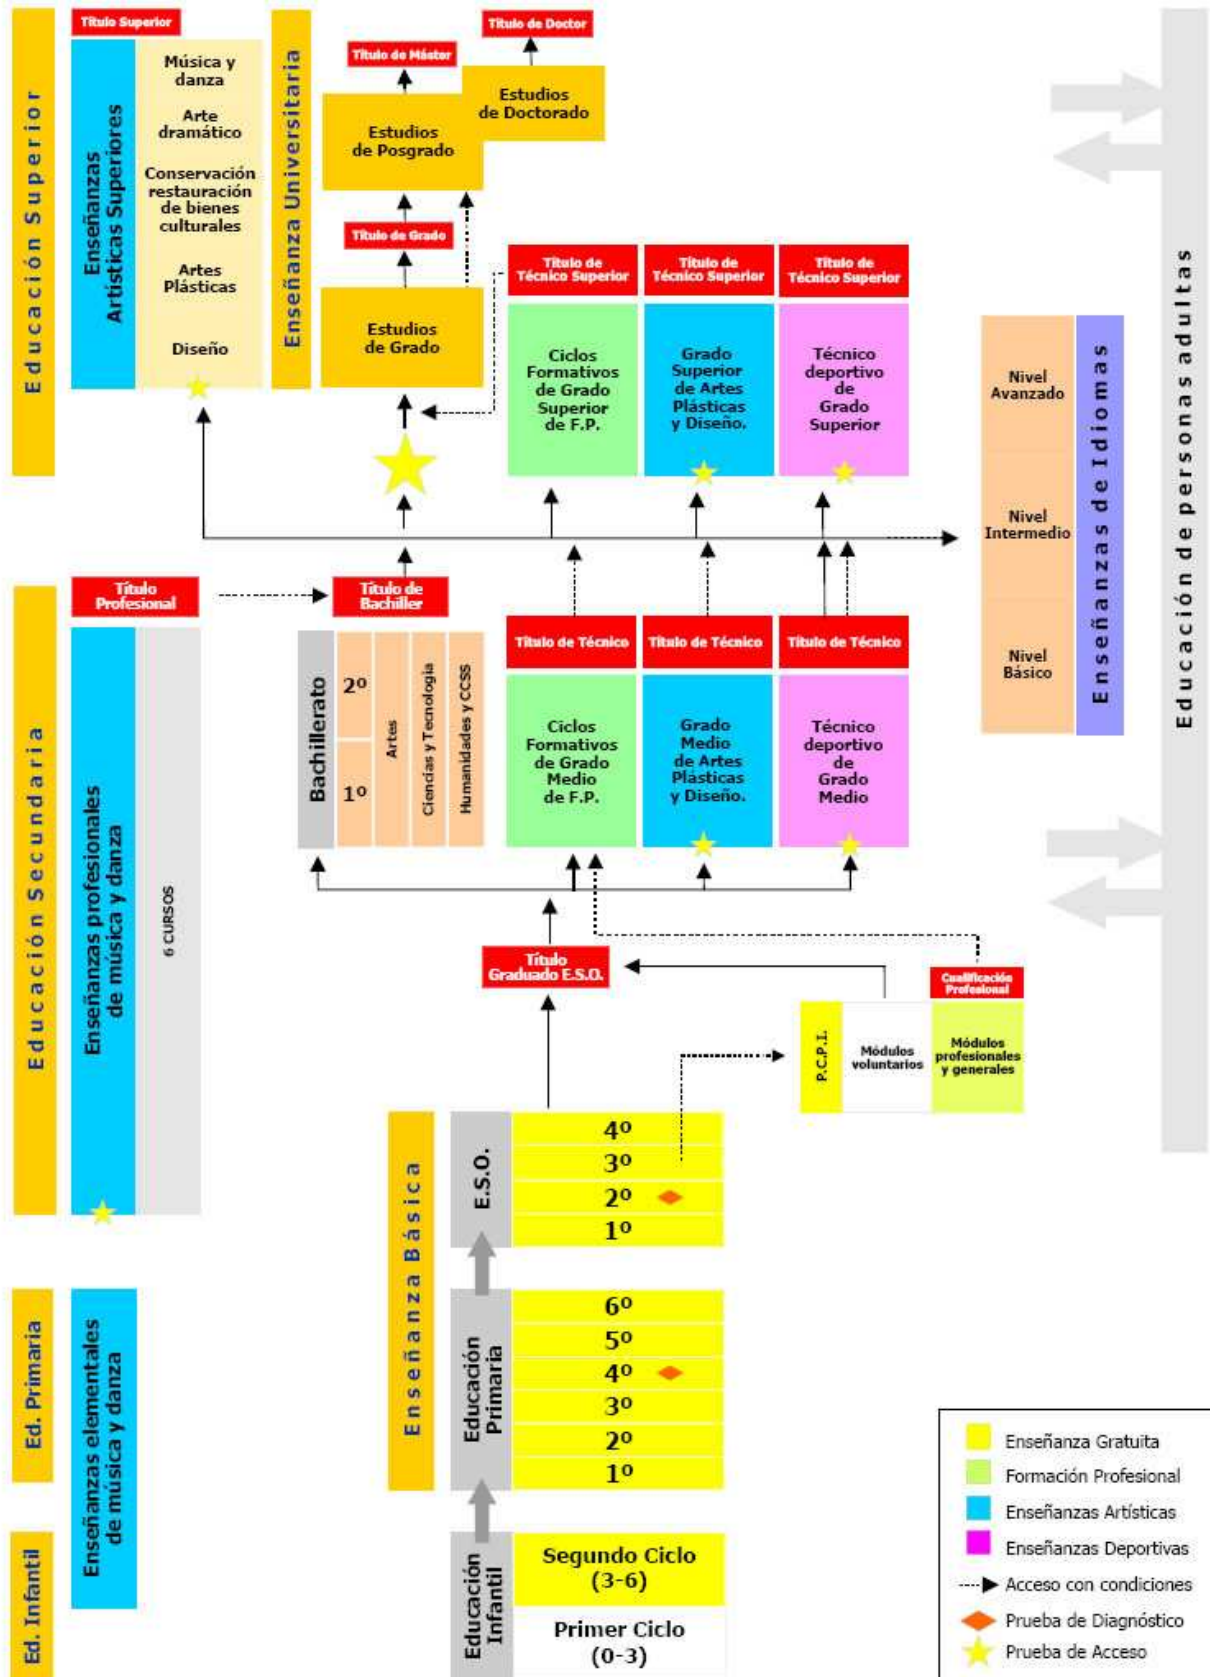 Educación Superior
Título Superior
Enseñanzas
Artísticas Superiores
Música y
danza
Arte
dramático
Conservación
restauración
de bienes
culturales
Artes
Plásticas
Diseño
Enseñanza Universitaria
Título de Doctor
Título de Máster
Estudios
de Doctorado
Estudios
de Posgrado
Título de Grado
Estudios
de Grado
Título de
Técnico Superior
Título de
Técnico Superior
Título de
Técnico Superior
Ciclos
Formativos
de Grado
Superior
de F.P.
Grado
Superior
de Artes
Plásticas
y Diseño.
Técnico
deportivo
de
Grado
Superior
Nivel
Avanzado
Nivel
Intermedio
Nivel
Básico
Enseñanzas de Idiomas
Educación de personas adultas
Educación Secundaria
Título
Profesional
Enseñanzas profesionales
de música y danza
6 CURSOS
Título de
Bachiller
Bachillerato
2º
1º
Artes
Ciencias y Tecnología
Humanidades y CCSS
Título de Técnico
Título de Técnico
Título de Técnico
Ciclos
Formativos
de Grado
Medio
de F.P.
Grado
Medio
de Artes
Plásticas
y Diseño.
Técnico
deportivo
de
Grado
Medio
Título
Graduado E.S.O.
Cualificación
Profesional
P.C.P.I.
Módulos
voluntarios
Módulos
profesionales
y generales
Enseñanza Básica
E.S.O.
4º
3º
2º
1º
Ed. Primaria
Enseñanzas elementales
de música y danza
Educación
Primaria
6º
5º
4º
3º
2º
1º
Ed. Infantil
Educación
Infantil
Segundo Ciclo
(3-6)
Primer Ciclo
(0-3)
Enseñanza Gratuita
Formación Profesional
Enseñanzas Artísticas
Enseñanzas Deportivas
Acceso con condiciones
Prueba de Diagnóstico
Prueba de Acceso